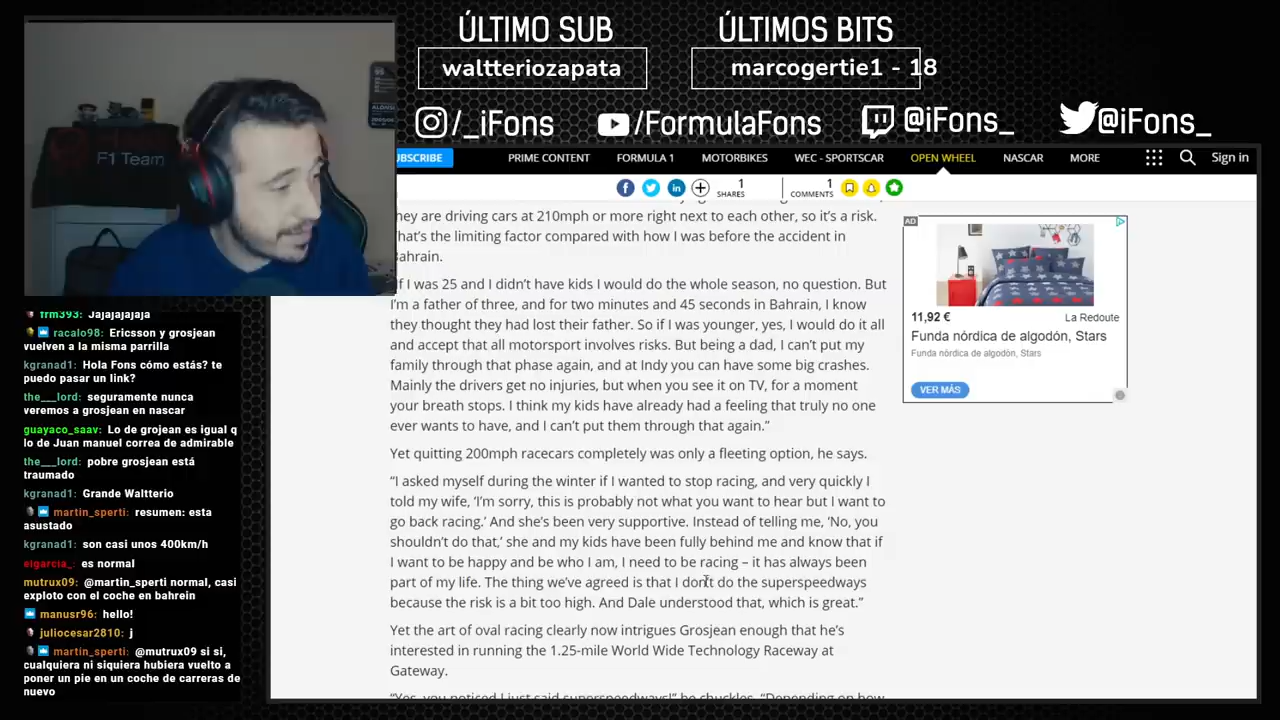 ÚLTIMO SUB
waltteriozapata
ÚLTIMOS BITS
marcogertie1 - 18
/_iFons
/FormulaFons
@iFons_
@iFons_
F1 Team
UBSCRIBE
PRIME CONTENT
FORMULA 1
MOTORBIKES
WEC - SPORTSCAR
OPEN WHEEL
NASCAR
MORE
Sign in
1
SHARES
1
COMMENTS
hey are driving cars at 210mph or more right next to each other, so it's a risk.
hat's the limiting factor compared with how I was before the accident in
ahrain.
If I was 25 and I didn't have kids I would do the whole season, no question. But
I'm a father of three, and for two minutes and 45 seconds in Bahrain, I know
they thought they had lost their father. So if I was younger, yes, I would do it all
and accept that all motorsport involves risks. But being a dad, I can't put my
family through that phase again, and at Indy you can have some big crashes.
Mainly the drivers get no injuries, but when you see it on TV, for a moment
your breath stops. I think my kids have already had a feeling that truly no one
ever wants to have, and I can't put them through that again.”
Yet quitting 200mph racecars completely was only a fleeting option, he says.
“I asked myself during the winter if I wanted to stop racing, and very quickly I
told my wife, ‘I'm sorry, this is probably not what you want to hear but I want to
go back racing.’ And she's been very supportive. Instead of telling me, ‘No, you
shouldn't do that,’ she and my kids have been fully behind me and know that if
I want to be happy and be who I am, I need to be racing – it has always been
part of my life. The thing we've agreed is that I don't do the superspeedways
because the risk is a bit too high. And Dale understood that, which is great.”
Yet the art of oval racing clearly now intrigues Grosjean enough that he's
interested in running the 1.25-mile World Wide Technology Raceway at
Gateway.
“Yes, you noticed I just said superspeedways!” he chuckles. “Depending on how
AD
11,92 €
La Redoute
Funda nòrdica de algodòn, Stars
Funda nòrdica de algodòn, Stars
VER MÁS
frm393: Jajajajajaja
racalo98: Ericsson y grosjean
vuelven a la misma parrilla
kgranad1: Hola Fons cómo estás? te
puedo pasar un link?
the___lord: seguramente nunca
veremos a grosjean en nascar
guayaco_saav: Lo de grojean es igual q
lo de Juan manuel correa de admirable
the___lord: pobre grosjean está
traumado
kgranad1: Grande Waltterio
martin_sperti: resumen: esta
asustado
kgranad1: son casi unos 400km/h
elgarcia_: es normal
mutrux09: @martin_sperti normal, casi
exploto con el coche en bahrein
manusr96: hello!
juliocesar2810: j
martin_sperti: @mutrux09 si si,
cualquiera ni siquiera hubiera vuelto a
poner un pie en un coche de carreras de
nuevo